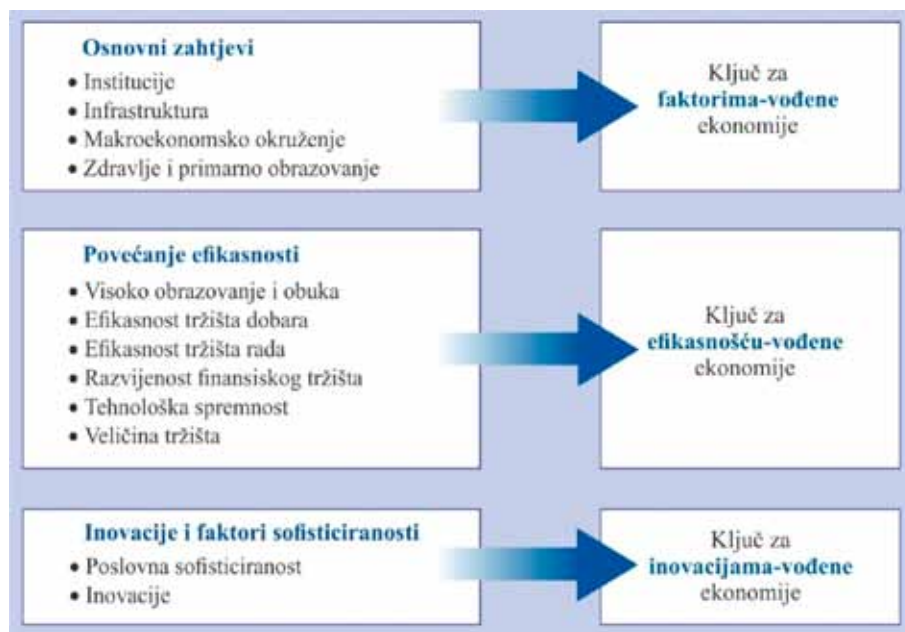 Osnovni zahtjevi
• Institucije
• Infrastruktura
• Makroekonomsko okruženje
• Zdravlje i primarno obrazovanje
Ključ za
faktorima-vođene
ekonomije
Povećanje efikasnosti
• Visoko obrazovanje i obuka
• Efikasnost tržišta dobara
• Efikasnost tržišta rada
• Razvijenost finansiskog tržišta
• Tehnološka spremnost
• Veličina tržišta
Ključ za
efikasnošću-vođene
ekonomije
Inovacije i faktori sofisticiranosti
• Poslovna sofisticiranost
• Inovacije
Ključ za
inovacijama-vođene
ekonomije